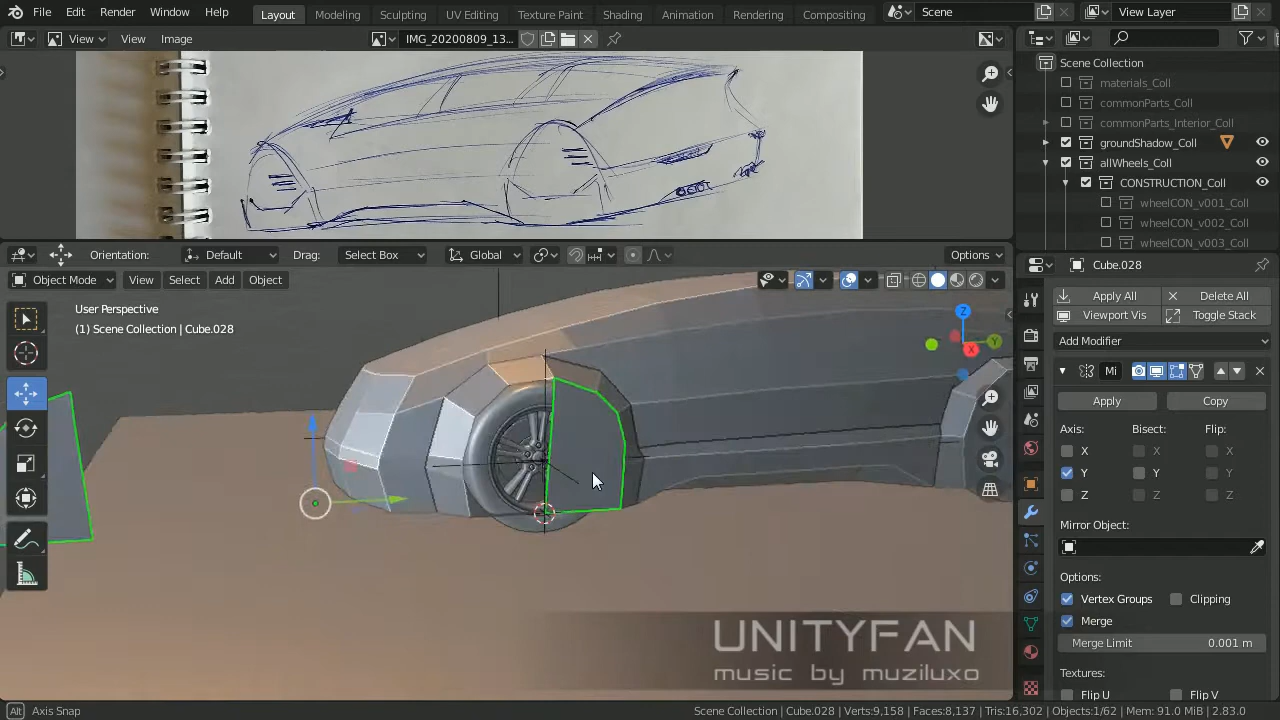 File Edit Render Window Help Layout Modeling Sculpting UV Editing Texture Paint Shading Animation Rendering Compositing Scene View Layer
View View Image IMG_20200809_13...
Scene Collection
materials_Coll
commonParts_Coll
commonParts_Interior_Coll
groundShadow_Coll
allWheels_Coll
CONSTRUCTION_Coll
wheelCON_v001_Coll
wheelCON_v002_Coll
wheelCON_v003_Coll
Orientation: Default Drag: Select Box Global Options
Object Mode View Select Add Object
User Perspective
(1) Scene Collection | Cube.028
Z
Y
X
Cube.028
Apply All Delete All
Viewport Vis Toggle Stack
Add Modifier
Mi
Apply Copy
Axis: Bisect: Flip:
X X X
Y Y Y
Z Z Z
Mirror Object:
Options:
Vertex Groups Clipping
Merge
Merge Limit 0.001 m
Textures:
Flip U Flip V
UNITYFAN
music by muziluxo
Alt Axis Snap
Scene Collection | Cube.028 | Verts:9,158 | Faces:8,137 | Tris:16,302 | Objects:1/62 | Mem: 91.0 MiB | 2.83.0